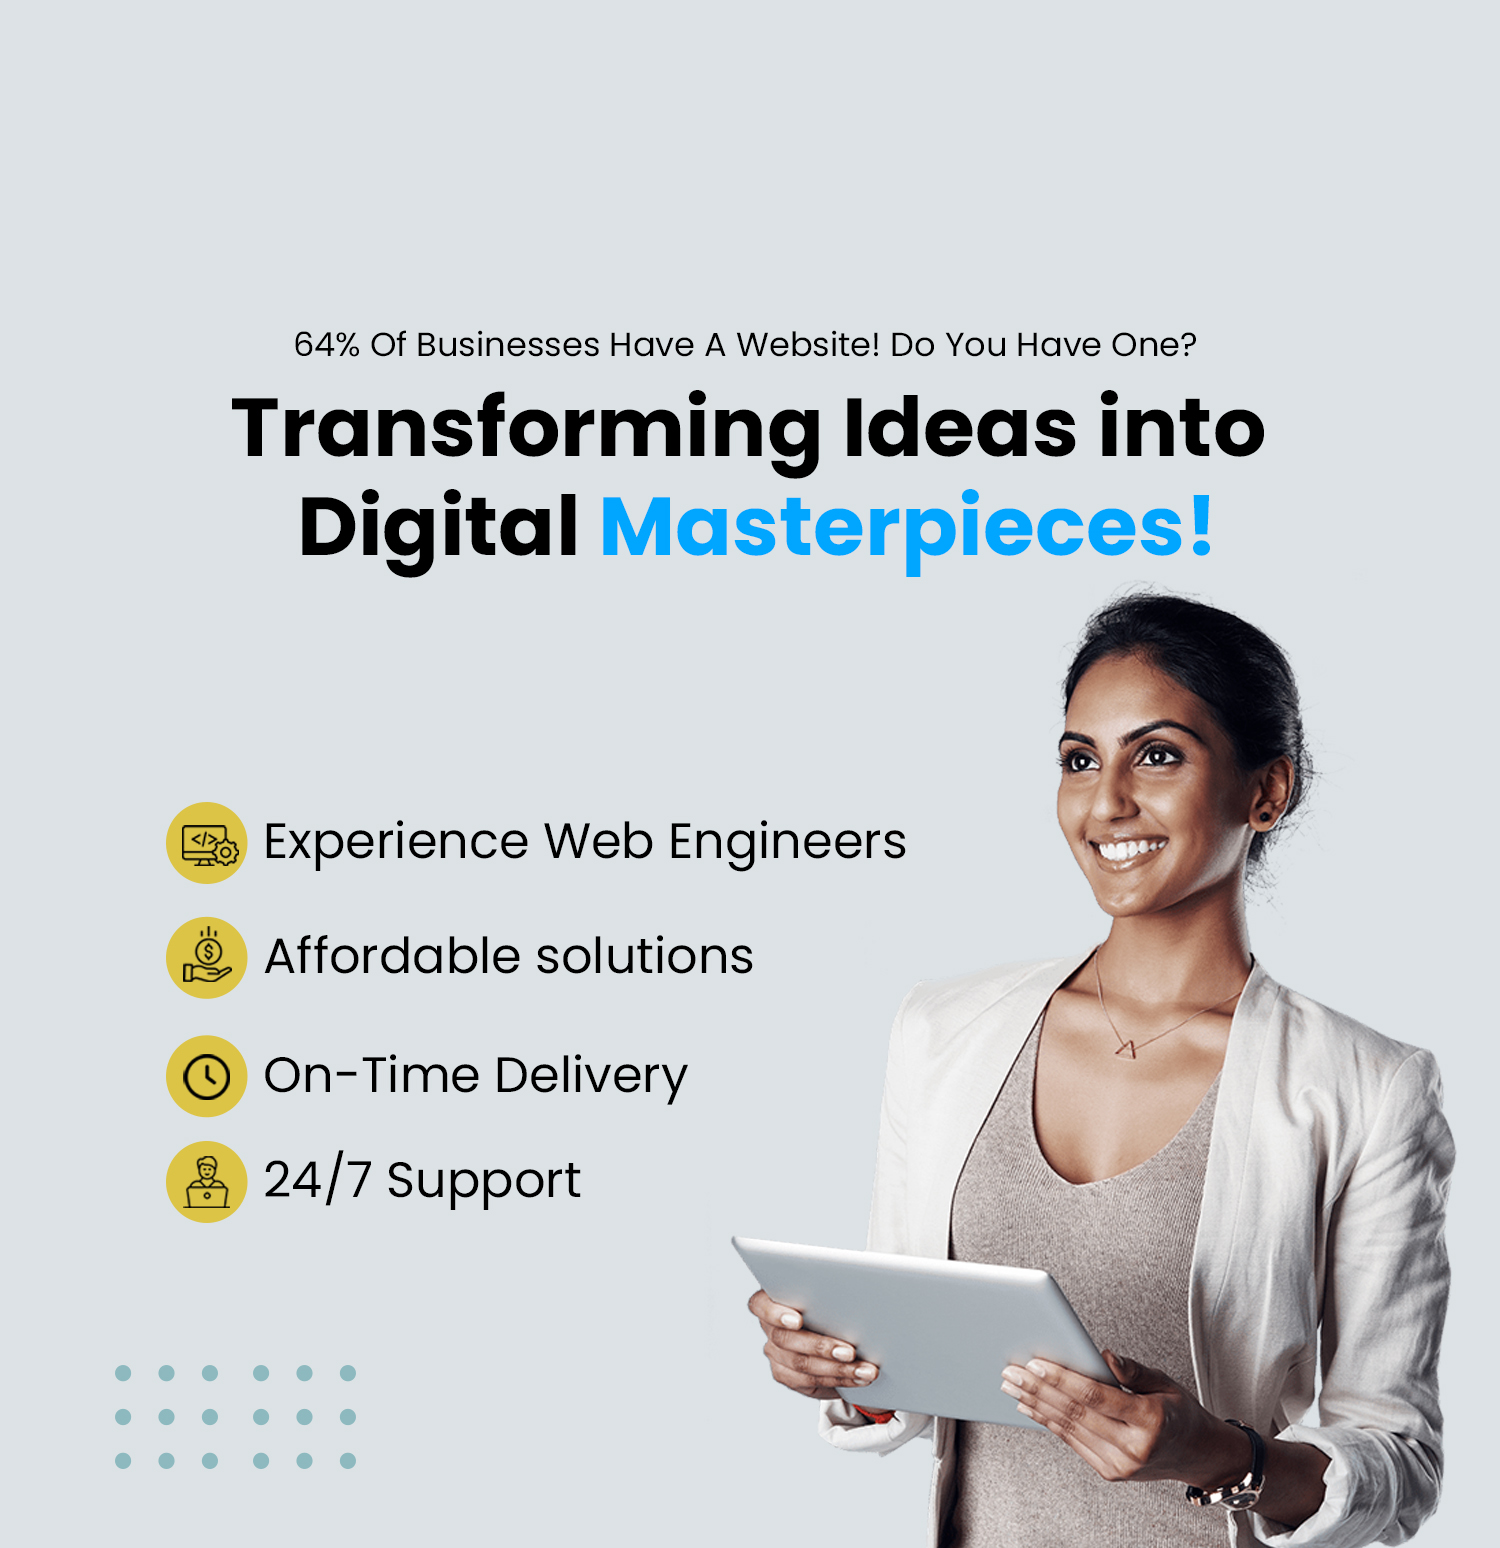 64% Of Businesses Have A Website! Do You Have One?
Transforming Ideas into
Digital Masterpieces!
</> Experience Web Engineers
$ Affordable solutions
On-Time Delivery
24/7 Support